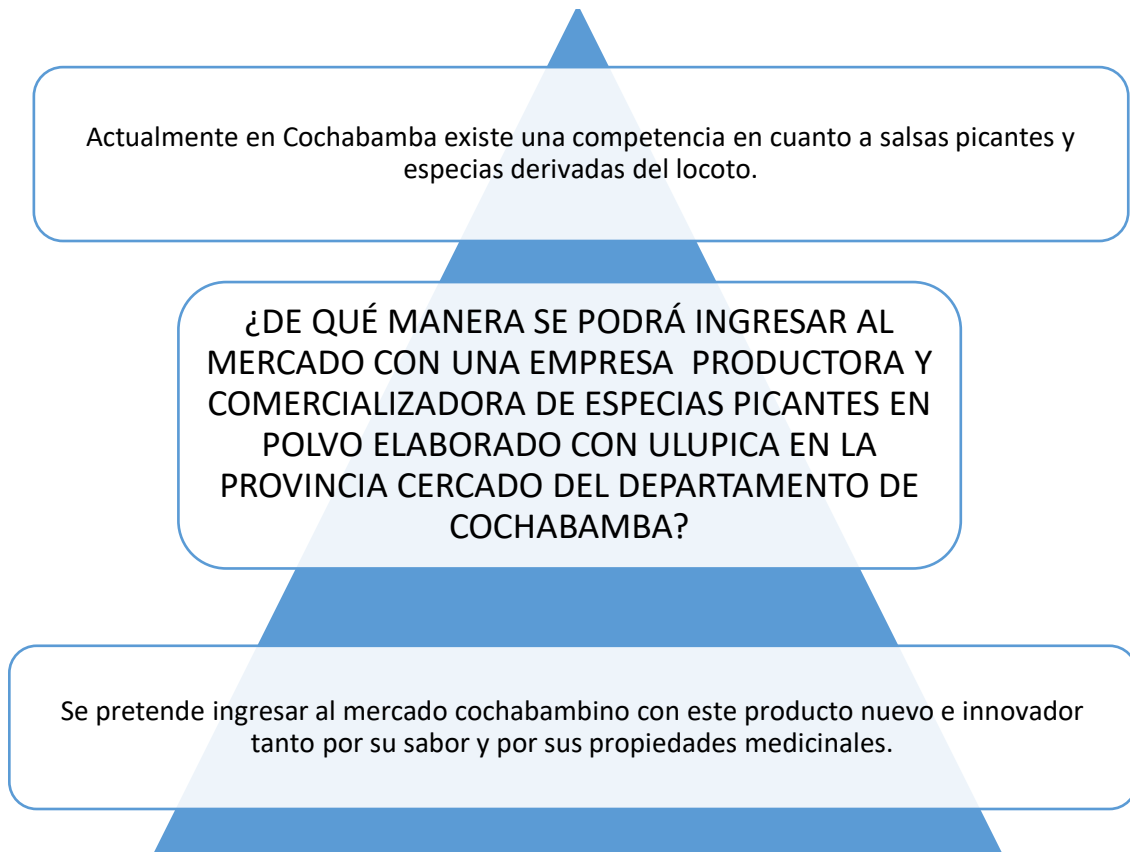 Actualmente en Cochabamba existe una competencia en cuanto a salsas picantes y
especias derivadas del locoto.
¿DE QUÉ MANERA SE PODRÁ INGRESAR AL
MERCADO CON UNA EMPRESA  PRODUCTORA Y
COMERCIALIZADORA DE ESPECIAS PICANTES EN
POLVO ELABORADO CON ULUPICA EN LA
PROVINCIA CERCADO DEL DEPARTAMENTO DE
COCHABAMBA?
Se pretende ingresar al mercado cochabambino con este producto nuevo e innovador
tanto por su sabor y por sus propiedades medicinales.